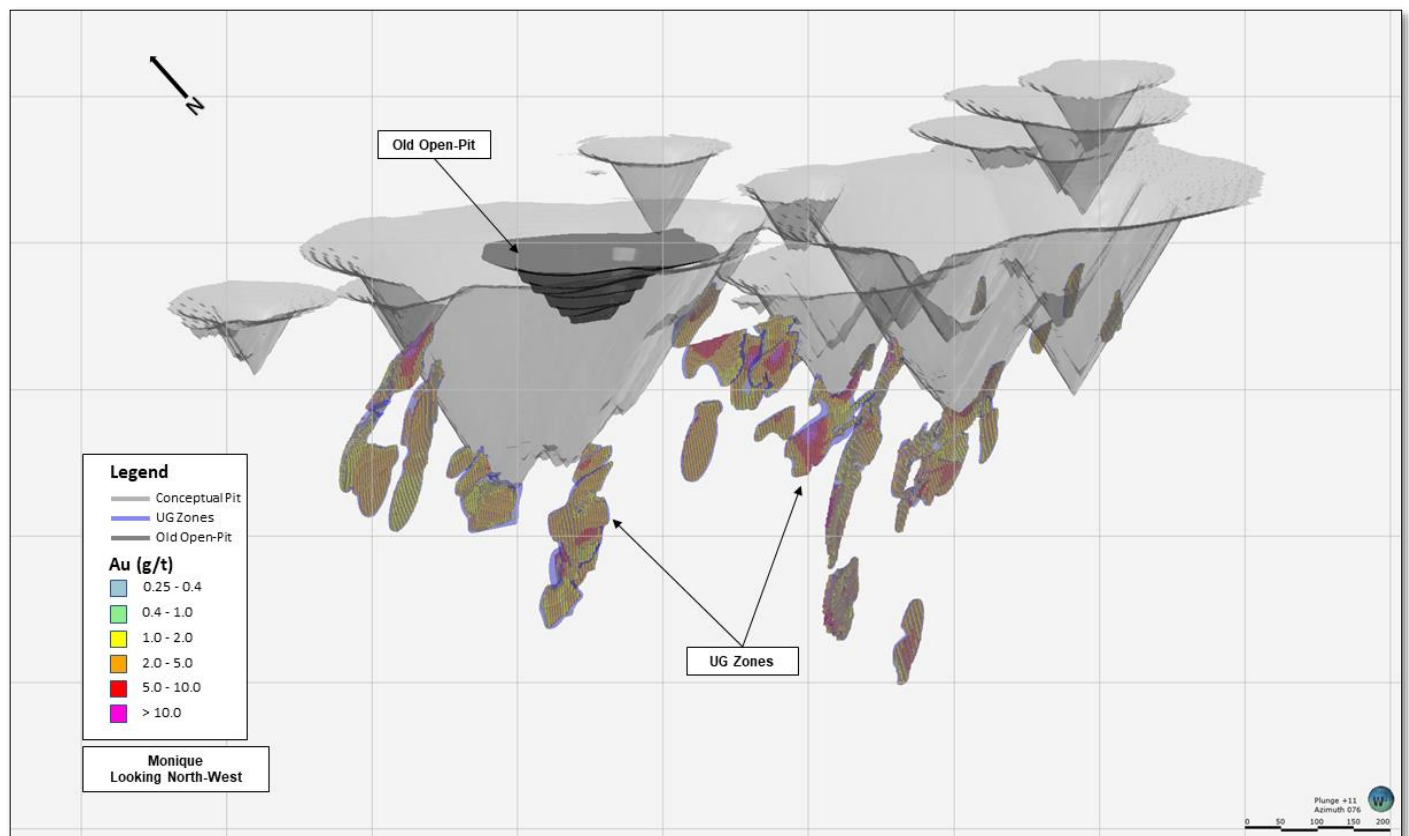 N
Old Open-Pit
Legend
Conceptual Pit
UG Zones
Old Open-Pit
Au (g/t)
0.25 - 0.4
0.4 - 1.0
1.0 - 2.0
2.0 - 5.0
5.0 - 10.0
> 10.0
UG Zones
Monique
Looking North-West
Plunge +11
Azimuth 076
W
0 50 100 150 200